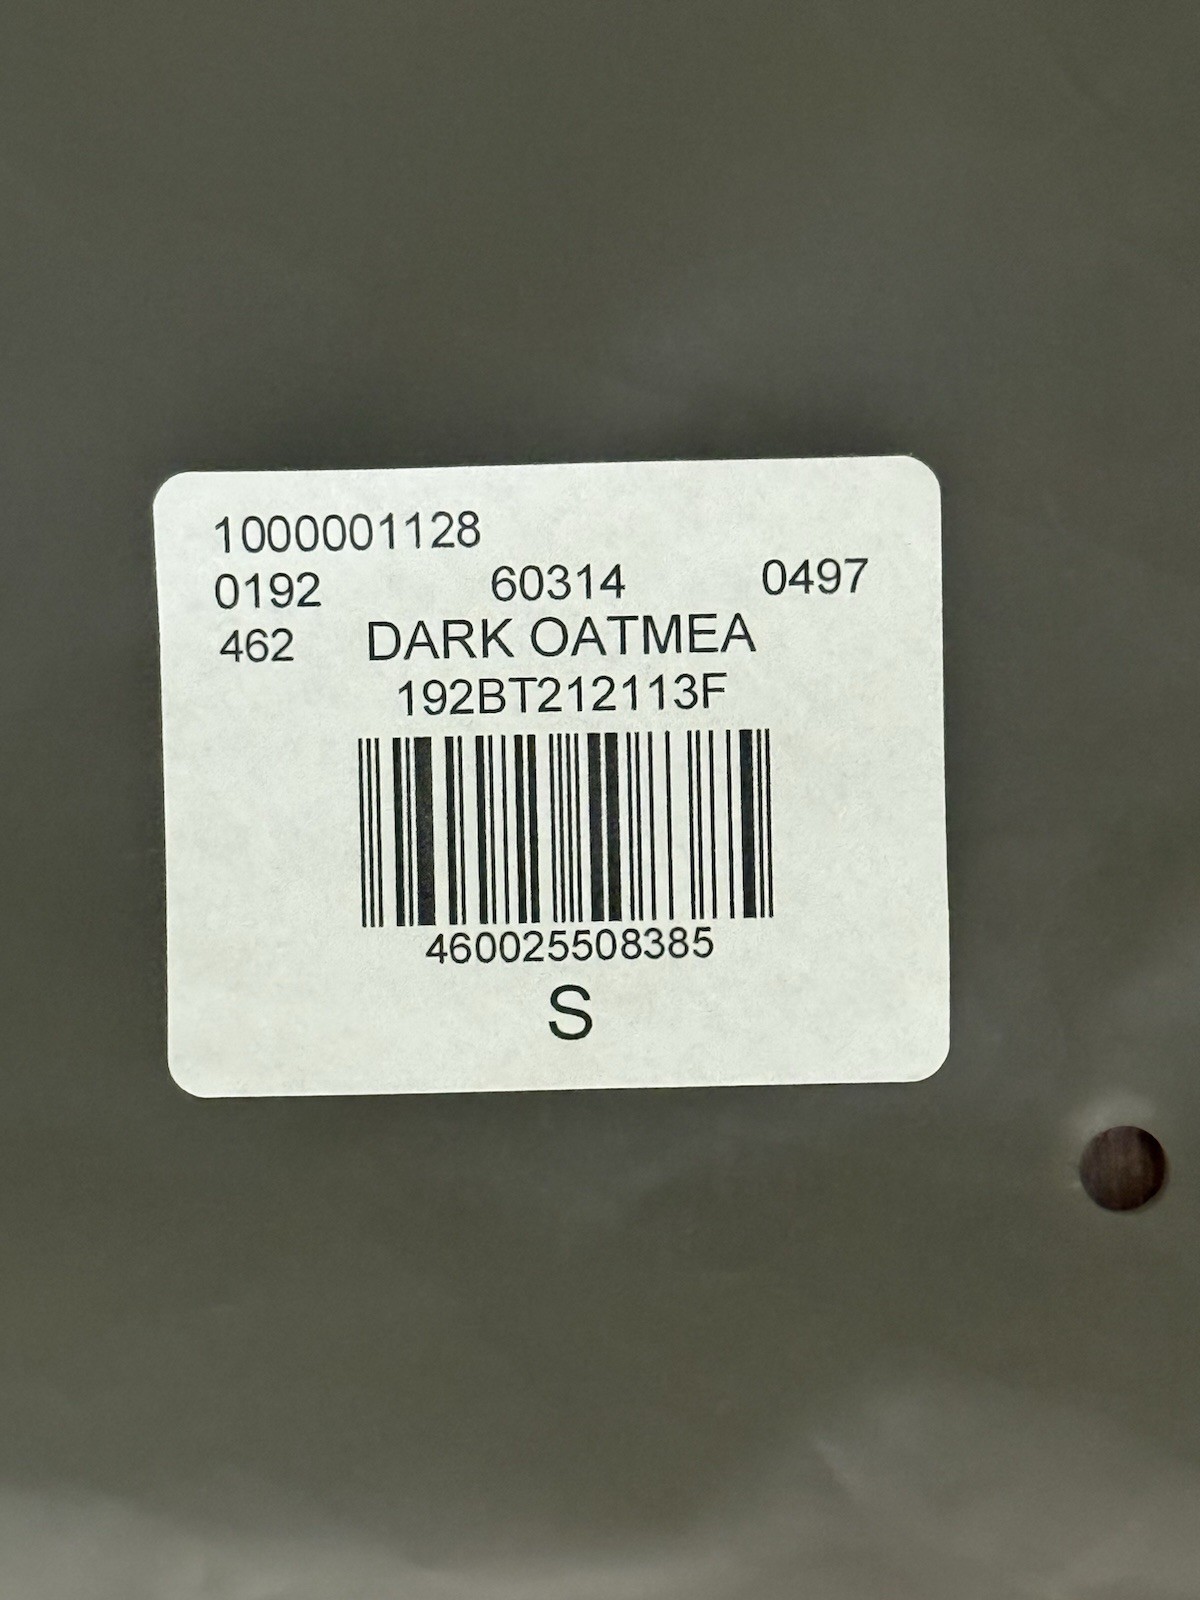 1000001128
0192 60314 0497
462 DARK OATMEA
192BT212113F
460025508385
S